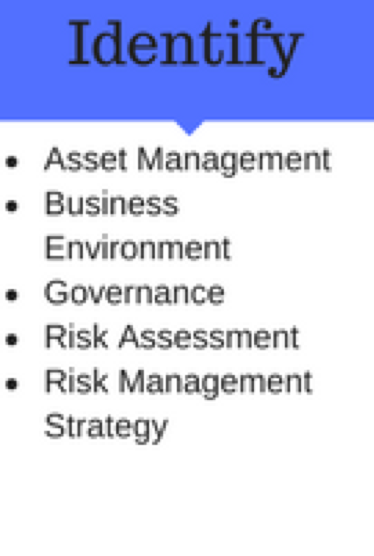 Identify
• Asset Management
• Business
Environment
• Governance
• Risk Assessment
• Risk Management
Strategy